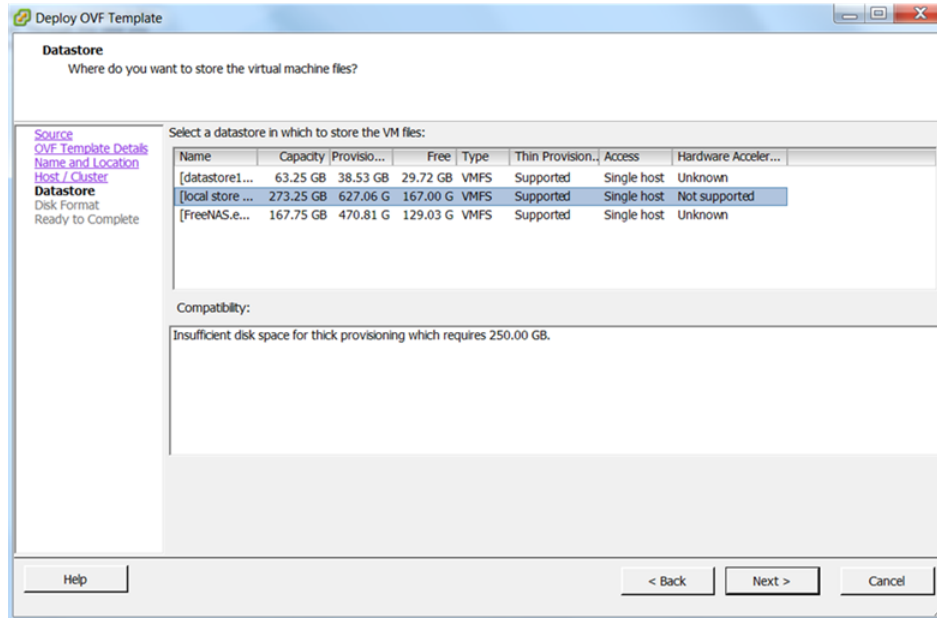 Deploy OVF Template
Datastore
Where do you want to store the virtual machine files?
Source
OVF Template Details
Name and Location
Host / Cluster
Datastore
Disk Format
Ready to Complete
Select a datastore in which to store the VM files:
Name Capacity Provisio... Free Type Thin Provision... Access Hardware Acceler...
[datastore1... 63.25 GB 38.53 GB 29.72 GB VMFS Supported Single host Unknown
[local store ... 273.25 GB 627.06 G 167.00 G VMFS Supported Single host Not supported
[FreeNAS.e... 167.75 GB 470.81 G 129.03 G VMFS Supported Single host Unknown
Compatibility:
Insufficient disk space for thick provisioning which requires 250.00 GB.
Help < Back Next > Cancel